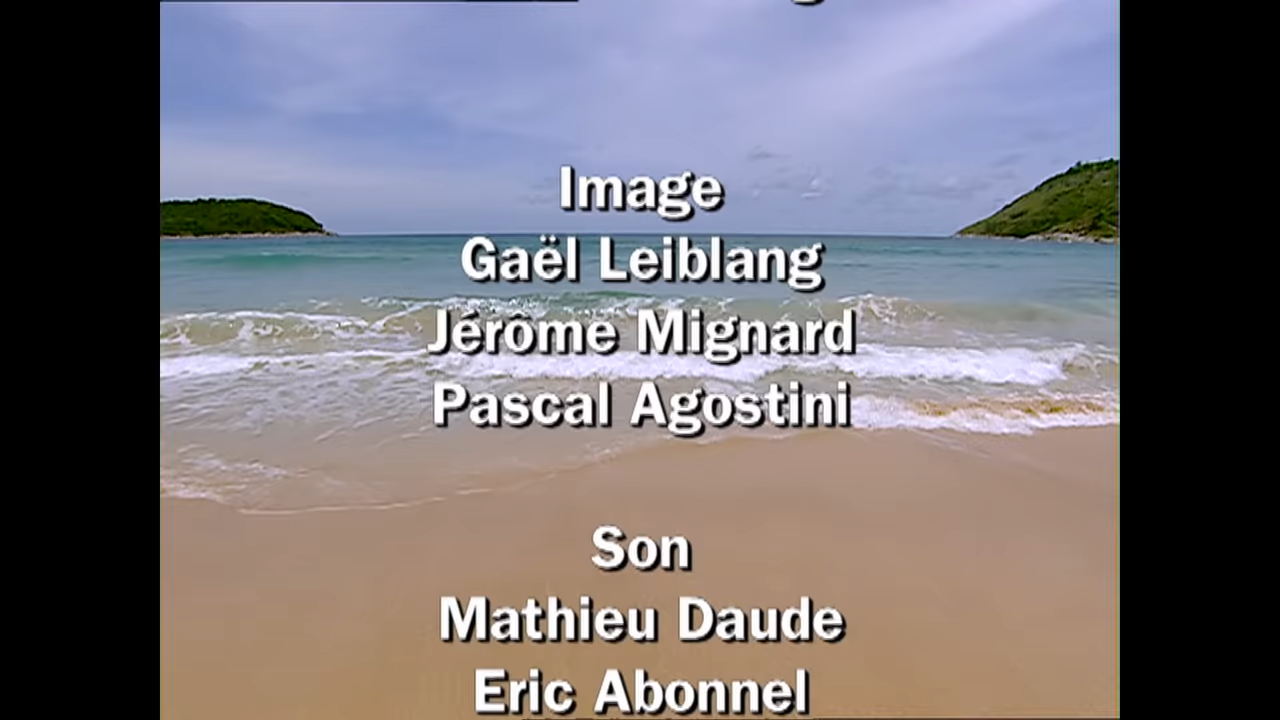 Image
Gaël Leiblang
Jérôme Mignard
Pascal Agostini
Son
Mathieu Daude
Eric Abonnel